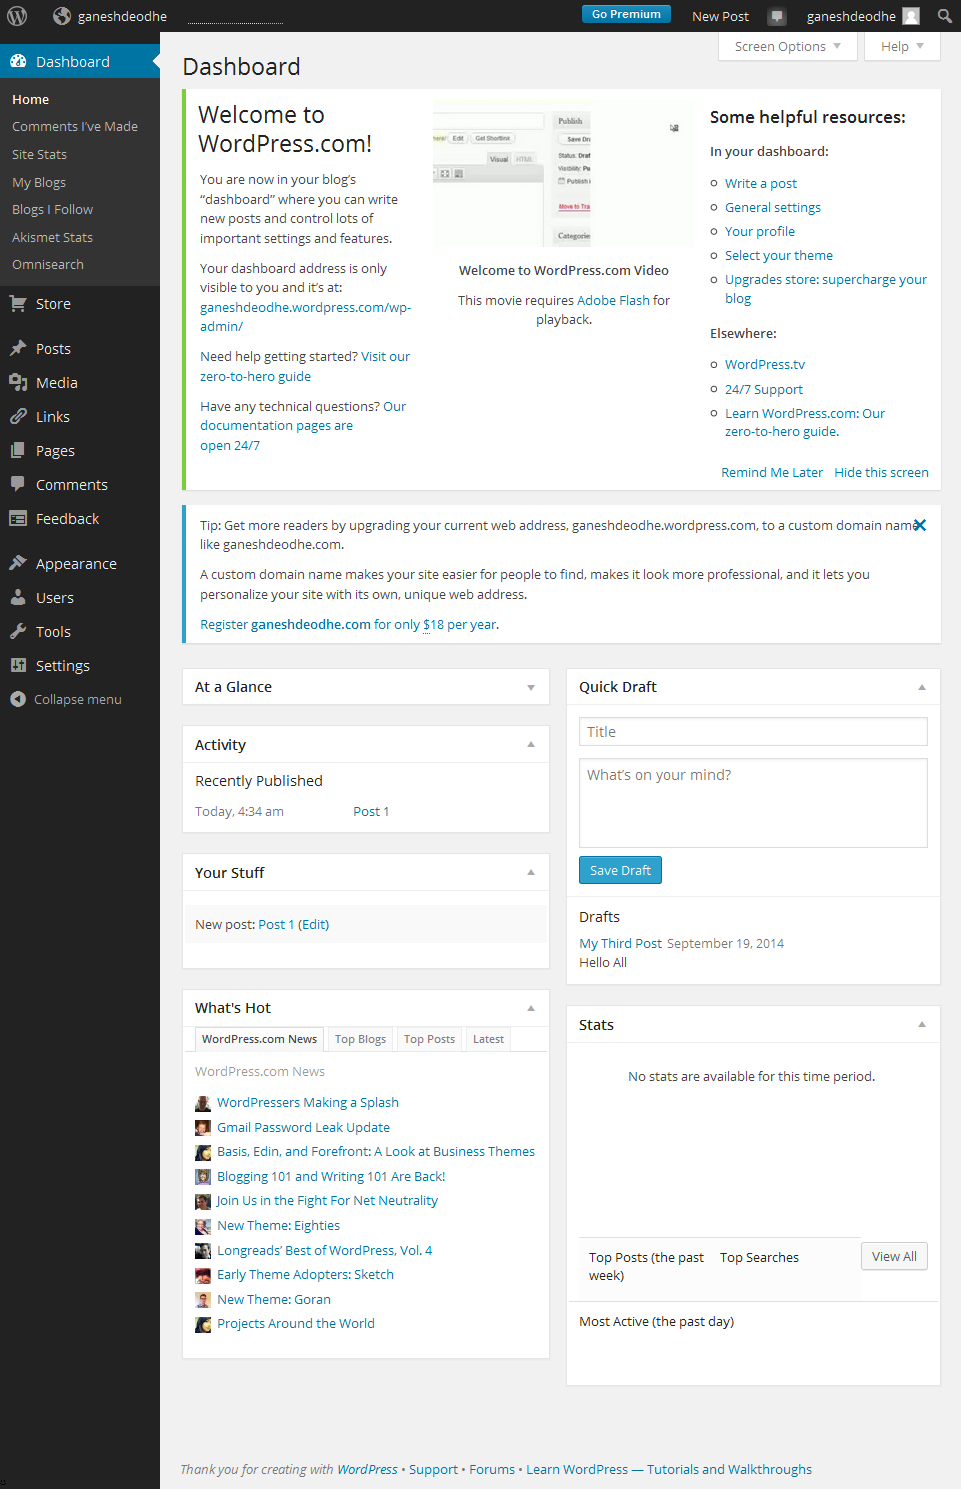 ganeshdeodhe
Go Premium
New Post
ganeshdeodhe
Dashboard
Home
Comments I've Made
Site Stats
My Blogs
Blogs I Follow
Akismet Stats
Omnisearch
Store
Posts
Media
Links
Pages
Comments
Feedback
Appearance
Users
Tools
Settings
Collapse menu
Screen Options
Help
Dashboard
Welcome to
WordPress.com!
You are now in your blog's
“dashboard” where you can write
new posts and control lots of
important settings and features.
Your dashboard address is only
visible to you and it's at:
ganeshdeodhe.wordpress.com/wp-
admin/
Need help getting started? Visit our
zero-to-hero guide
Have any technical questions? Our
documentation pages are
open 24/7
Publish
here!
Edit
Get Shortlink
Save Dr
Visual
HTML
Status: Draf
Visibility: Pu
Publish i
Move to Tra
Categorie
Welcome to WordPress.com Video
This movie requires Adobe Flash for
playback.
Some helpful resources:
In your dashboard:
Write a post
General settings
Your profile
Select your theme
Upgrades store: supercharge your
blog
Elsewhere:
WordPress.tv
24/7 Support
Learn WordPress.com: Our
zero-to-hero guide.
Remind Me Later
Hide this screen
Tip: Get more readers by upgrading your current web address, ganeshdeodhe.wordpress.com, to a custom domain name
like ganeshdeodhe.com.
A custom domain name makes your site easier for people to find, makes it look more professional, and it lets you
personalize your site with its own, unique web address.
Register ganeshdeodhe.com for only $18 per year.
At a Glance
Activity
Recently Published
Today, 4:34 am
Post 1
Your Stuff
New post: Post 1 (Edit)
What's Hot
WordPress.com News
Top Blogs
Top Posts
Latest
WordPress.com News
WordPressers Making a Splash
Gmail Password Leak Update
Basis, Edin, and Forefront: A Look at Business Themes
Blogging 101 and Writing 101 Are Back!
Join Us in the Fight For Net Neutrality
New Theme: Eighties
Longreads' Best of WordPress, Vol. 4
Early Theme Adopters: Sketch
New Theme: Goran
Projects Around the World
Quick Draft
Title
What's on your mind?
Save Draft
Drafts
My Third Post September 19, 2014
Hello All
Stats
No stats are available for this time period.
Top Posts (the past
week)
Top Searches
View All
Most Active (the past day)
Thank you for creating with WordPress • Support • Forums • Learn WordPress — Tutorials and Walkthroughs